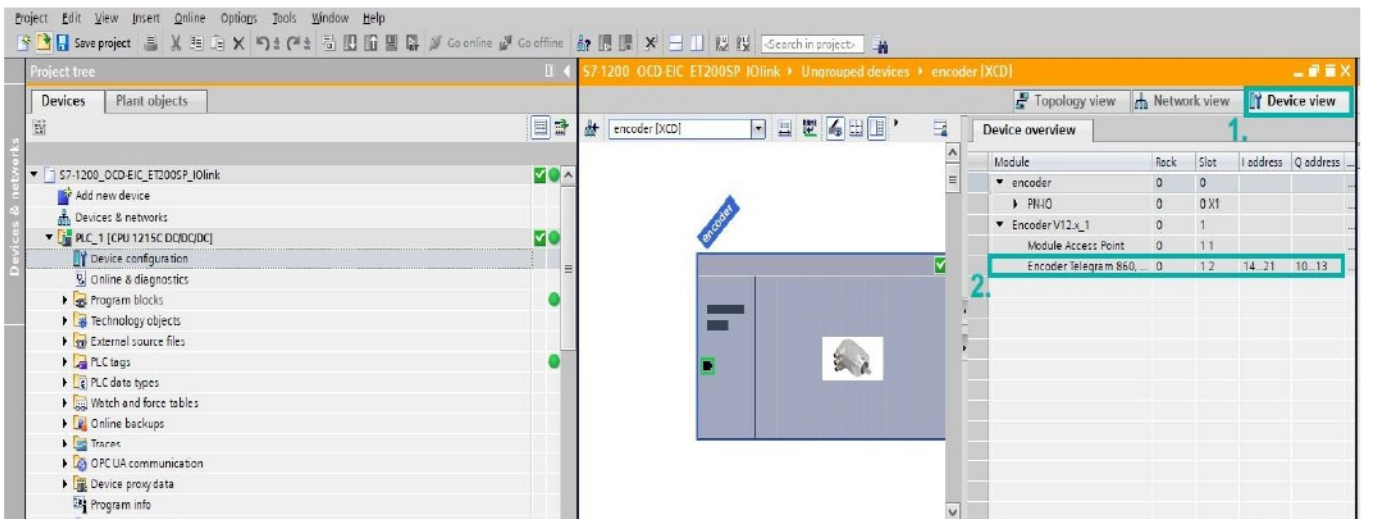 Project Edit View Insert Online Options Tools Window Help
Save project Go online Go offline <Search in project>
Project tree
S7-1200_OCD-EIC_ET200SP_IOlink Ungrouped devices encoder [XCD]
Devices Plant objects
Topology view Network view Device view
1.
Devices & networks
encoder [XCD]
Device overview
Module Rack Slot I address Q address ...
S7-1200_OCD-EIC_ET200SP_IOlink
Add new device
Devices & networks
PLC_1 [CPU 1215C DC/DC/DC]
Device configuration
Online & diagnostics
Program blocks
Technology objects
External source files
PLC tags
PLC data types
Watch and force tables
Online backups
Traces
OPC UA communication
Device proxy data
Program info
encoder
encoder 0 0
PN-IO 0 0 X1
Encoder V12.x_1 0 1
Module Access Point 0 1 1
Encoder Telegram 860, ... 0 1 2 14...21 10...13
2.